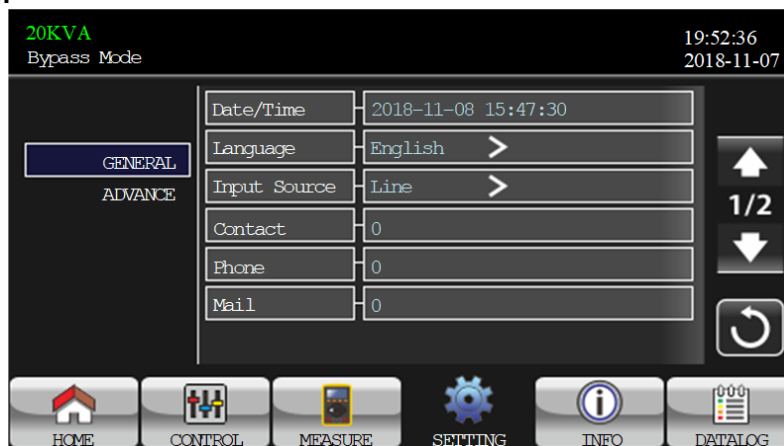 20KVA
19:52:36
Bypass Mode
2018-11-07
Date/Time
2018-11-08 15:47:30
Language
English >
GENERAL
Input Source
Line >
ADVANCE
1/2
Contact
0
Phone
0
Mail
0
HOME
CONTROL
MEASURE
SETTING
INFO
DATALOG